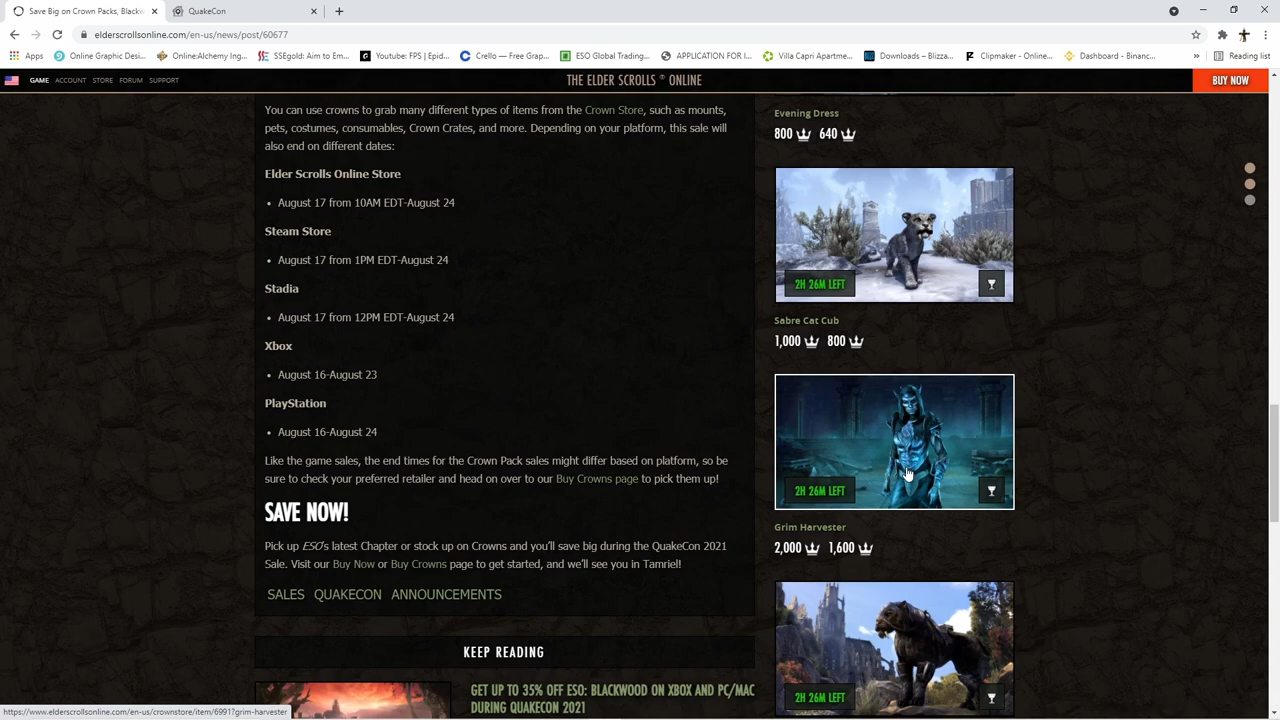 Save Big on Crown Packs, Blackw
QuakeCon
elderscrollsonline.com/en-us/news/post/60677
Apps
Online Graphic Desi...
Online:Alchemy Ing...
SSEgold: Aim to Em...
Youtube: FPS | Epid...
Crello — Free Grap...
ESO Global Trading...
APPLICATION FOR I...
Villa Capri Apartme...
Downloads – Blizza...
Clipmaker - Online...
Dashboard - Binanc...
»
Reading list
GAME ACCOUNT STORE FORUM SUPPORT
THE ELDER SCROLLS ® ONLINE
BUY NOW
You can use crowns to grab many different types of items from the Crown Store, such as mounts,
pets, costumes, consumables, Crown Crates, and more. Depending on your platform, this sale will
also end on different dates:
Elder Scrolls Online Store
• August 17 from 10AM EDT-August 24
Steam Store
• August 17 from 1PM EDT-August 24
Stadia
• August 17 from 12PM EDT-August 24
Xbox
• August 16-August 23
PlayStation
• August 16-August 24
Like the game sales, the end times for the Crown Pack sales might differ based on platform, so be
sure to check your preferred retailer and head on over to our Buy Crowns page to pick them up!
SAVE NOW!
Pick up ESO's latest Chapter or stock up on Crowns and you'll save big during the QuakeCon 2021
Sale. Visit our Buy Now or Buy Crowns page to get started, and we'll see you in Tamriel!
SALES QUAKECON ANNOUNCEMENTS
KEEP READING
GET UP TO 35% OFF ESO: BLACKWOOD ON XBOX AND PC/MAC
DURING QUAKECON 2021
Evening Dress
800 640
2H 26M LEFT
Sabre Cat Cub
1,000 800
2H 26M LEFT
Grim Harvester
2,000 1,600
2H 26M LEFT
https://www.elderscrollsonline.com/en-us/crownstore/item/6991?grim-harvester